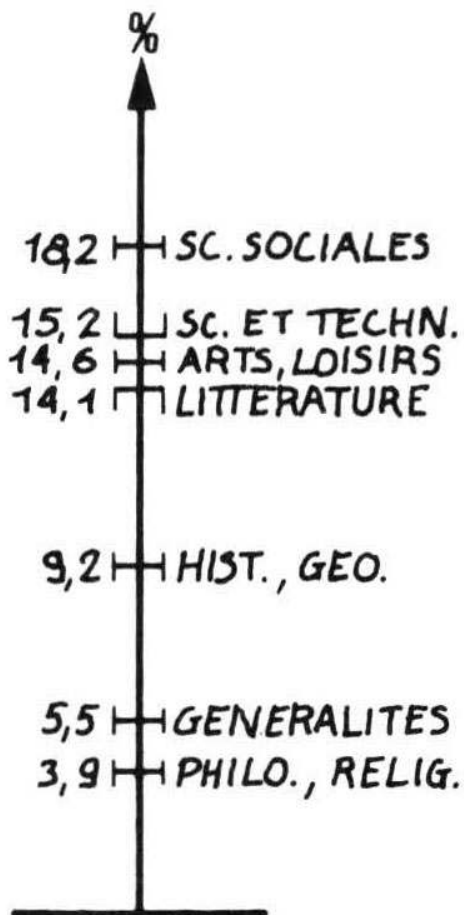 %
18,2 SC. SOCIALES
15,2 SC. ET TECHN.
14,6 ARTS, LOISIRS
14,1 LITTERATURE
9,2 HIST., GEO.
5,5 GENERALITES
3,9 PHILO., RELIG.